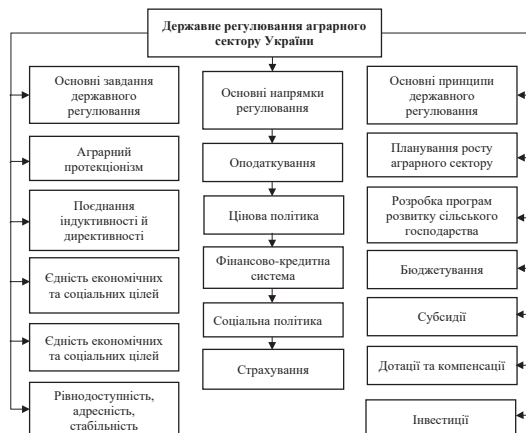 Державне регулювання аграрного
сектору України
Основні завдання
державного
регулювання
Аграрний
протекціонізм
Поєднання
індуктивності й
директивності
Єдність економічних
та соціальних цілей
Єдність економічних
та соціальних цілей
Рівнодоступність,
адресність,
стабільність
Основні напрямки
регулювання
Оподаткування
Цінова політика
Фінансово-кредитна
система
Соціальна політика
Страхування
Основні принципи
державного
регулювання
Планування росту
аграрного сектору
Розробка програм
розвитку сільського
господарства
Бюджетування
Субсидії
Дотації та компенсації
Інвестиції